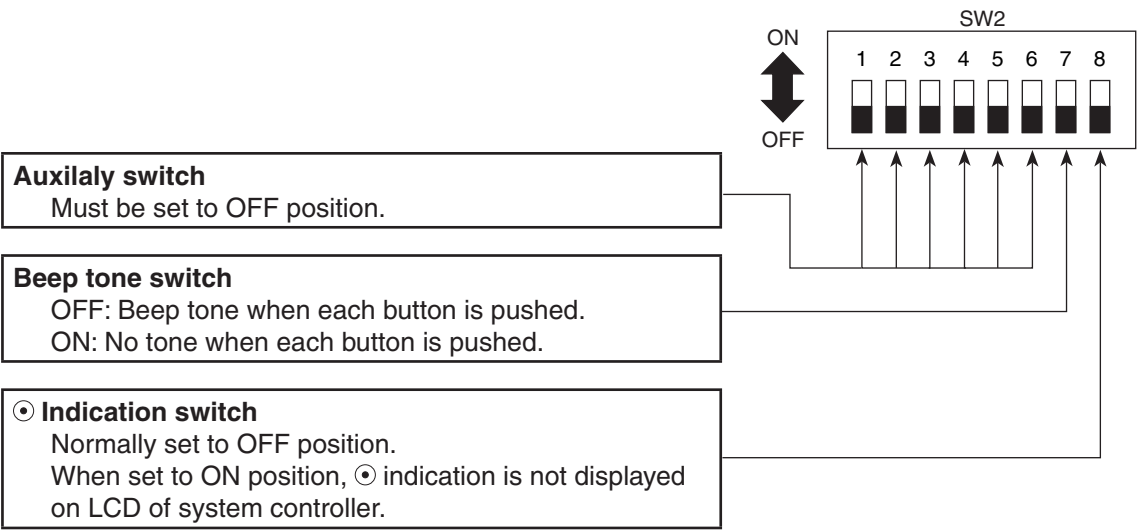 SW2
ON
OFF
1 2 3 4 5 6 7 8
Auxilaly switch
Must be set to OFF position.
Beep tone switch
OFF: Beep tone when each button is pushed.
ON: No tone when each button is pushed.
⊙ Indication switch
Normally set to OFF position.
When set to ON position, ⊙ indication is not displayed
on LCD of system controller.